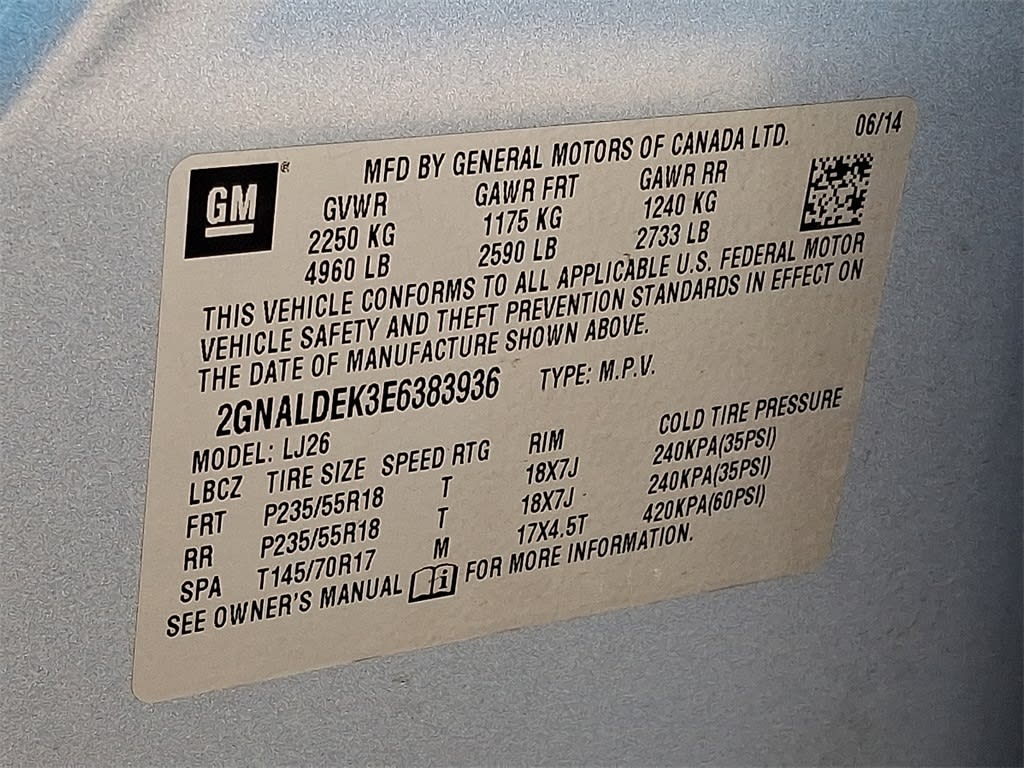 GM ®
MFD BY GENERAL MOTORS OF CANADA LTD. 06/14
GVWR GAWR FRT GAWR RR
2250 KG 1175 KG 1240 KG
4960 LB 2590 LB 2733 LB
THIS VEHICLE CONFORMS TO ALL APPLICABLE U.S. FEDERAL MOTOR
VEHICLE SAFETY AND THEFT PREVENTION STANDARDS IN EFFECT ON
THE DATE OF MANUFACTURE SHOWN ABOVE.
2GNALDEK3E6383936 TYPE: M.P.V.
MODEL: LJ26
LBCZ TIRE SIZE SPEED RTG RIM COLD TIRE PRESSURE
FRT P235/55R18 T 18X7J 240KPA(35PSI)
RR P235/55R18 T 18X7J 240KPA(35PSI)
SPA T145/70R17 M 17X4.5T 420KPA(60PSI)
SEE OWNER'S MANUAL FOR MORE INFORMATION.